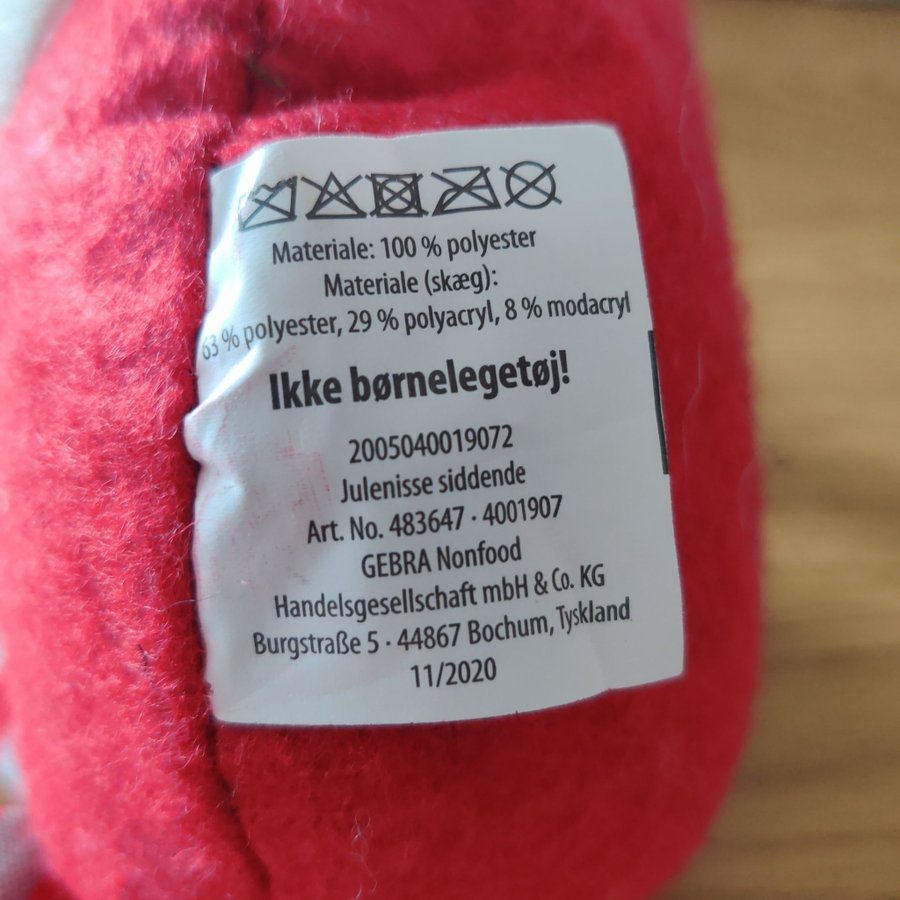 Materiale: 100 % polyester
Materiale (skæg):
63 % polyester, 29 % polyacryl, 8 % modacryl
Ikke børnelegetøj!
2005040019072
Julenisse siddende
Art. No. 483647 · 4001907
GEBRA Nonfood
Handelsgesellschaft mbH & Co. KG
Burgstraße 5 · 44867 Bochum, Tyskland
11/2020